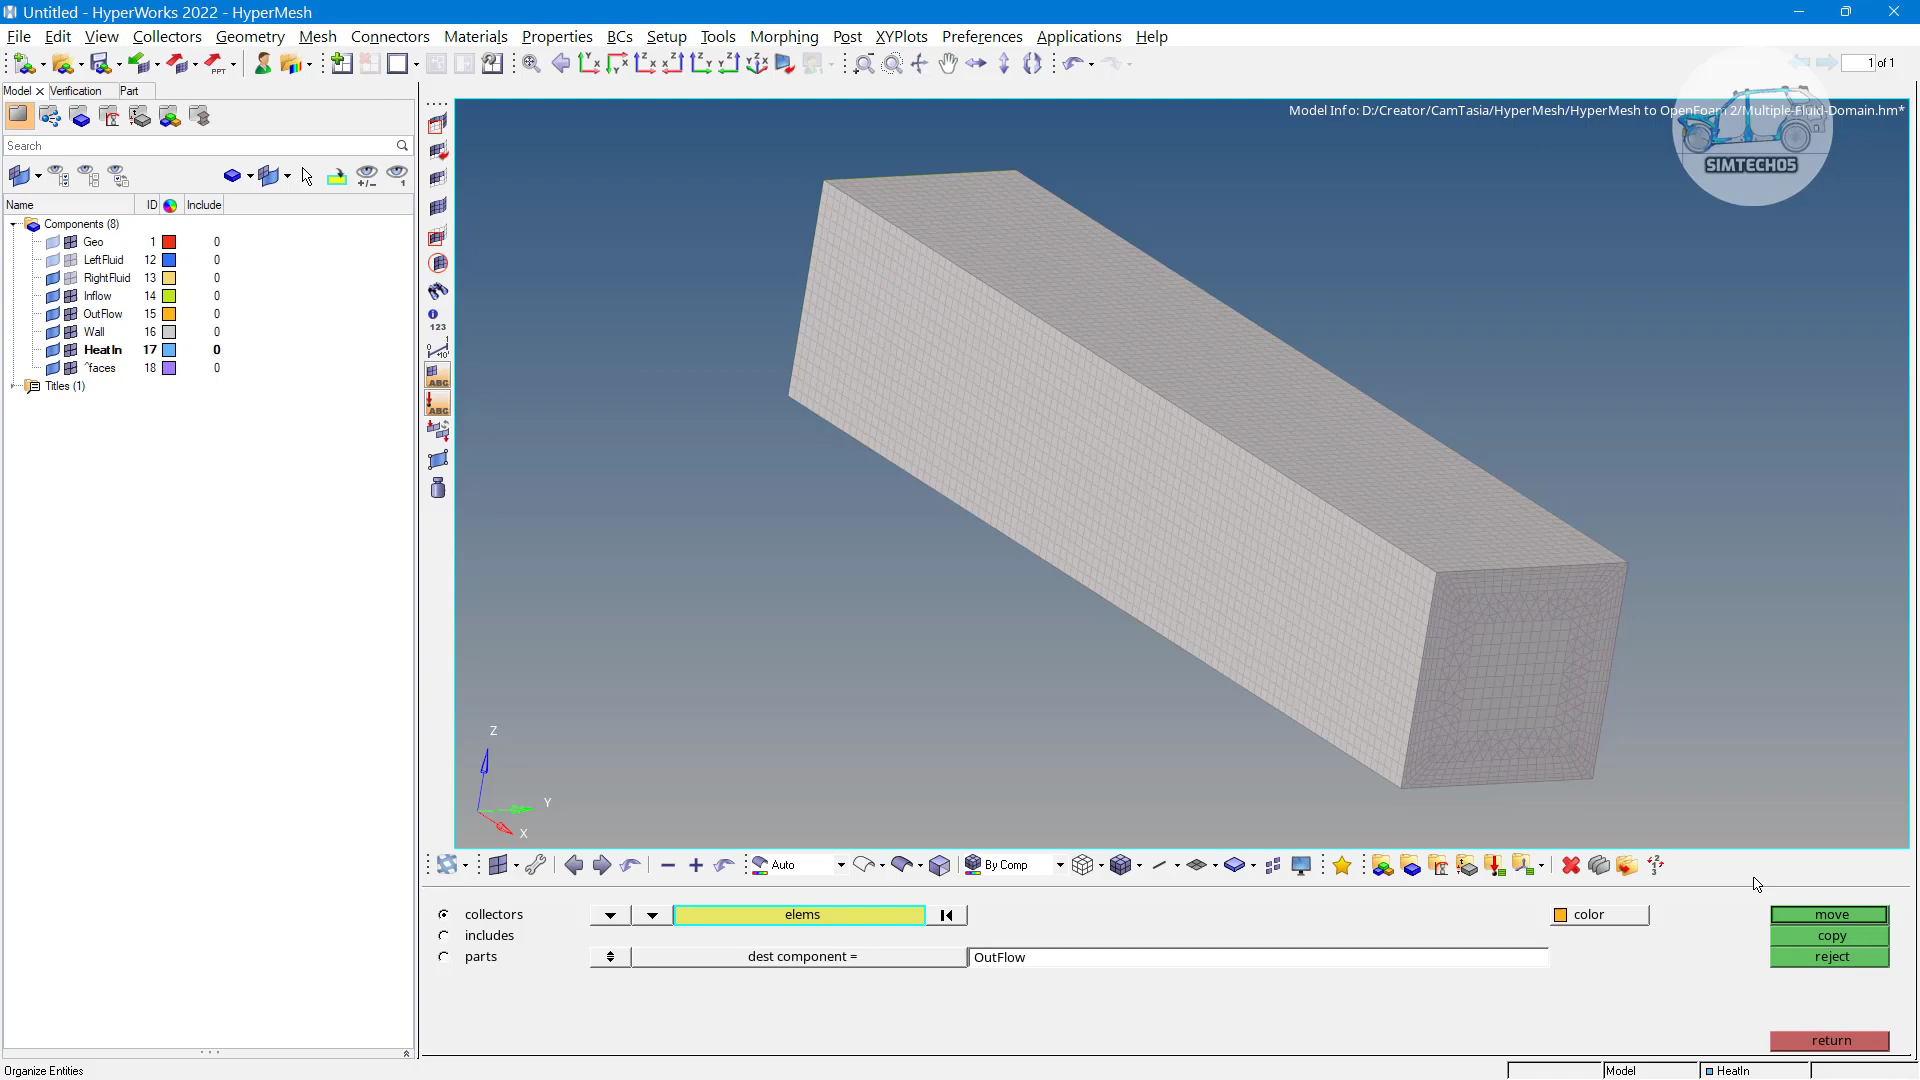 Untitled - HyperWorks 2022 - HyperMesh
File Edit View Collectors Geometry Mesh Connectors Materials Properties BCs Setup Tools Morphing Post XYPlots Preferences Applications Help
1 of 1
Model Verification Part
Model Info: D:/Creator/CamTasia/HyperMesh/HyperMesh to OpenFoam 2/Multiple-Fluid-Domain.hm*
SIMTECH05
Search
Name ID Include
Components (8)
Geo 1 0
LeftFluid 12 0
RightFluid 13 0
Inflow 14 0
OutFlow 15 0
Wall 16 0
HeatIn 17 0
^faces 18 0
Titles (1)
123
ABC
ABC
Z
Y
X
Auto
By Comp
collectors elems color move
includes copy
parts dest component = OutFlow reject
return
Organize Entities Model HeatIn